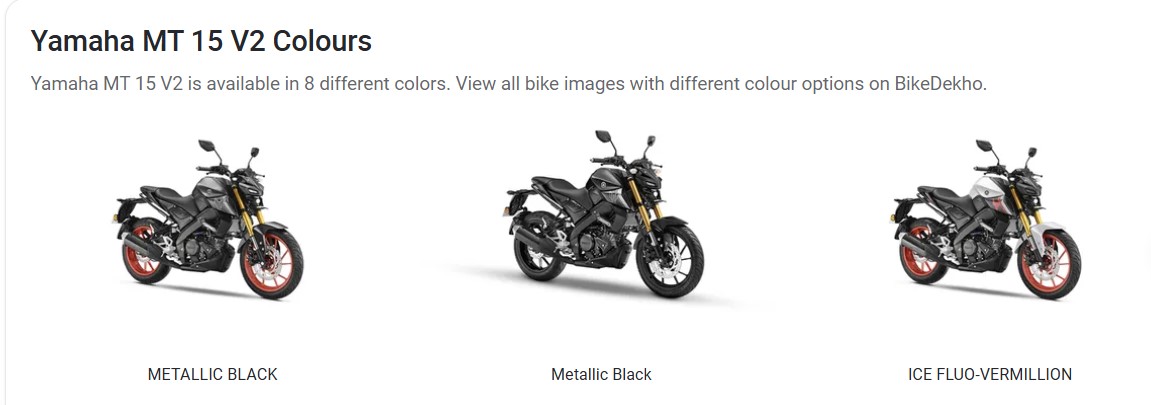 Yamaha MT 15 V2 Colours
Yamaha MT 15 V2 is available in 8 different colors. View all bike images with different colour options on BikeDekho.
METALLIC BLACK
Metallic Black
ICE FLUO-VERMILLION